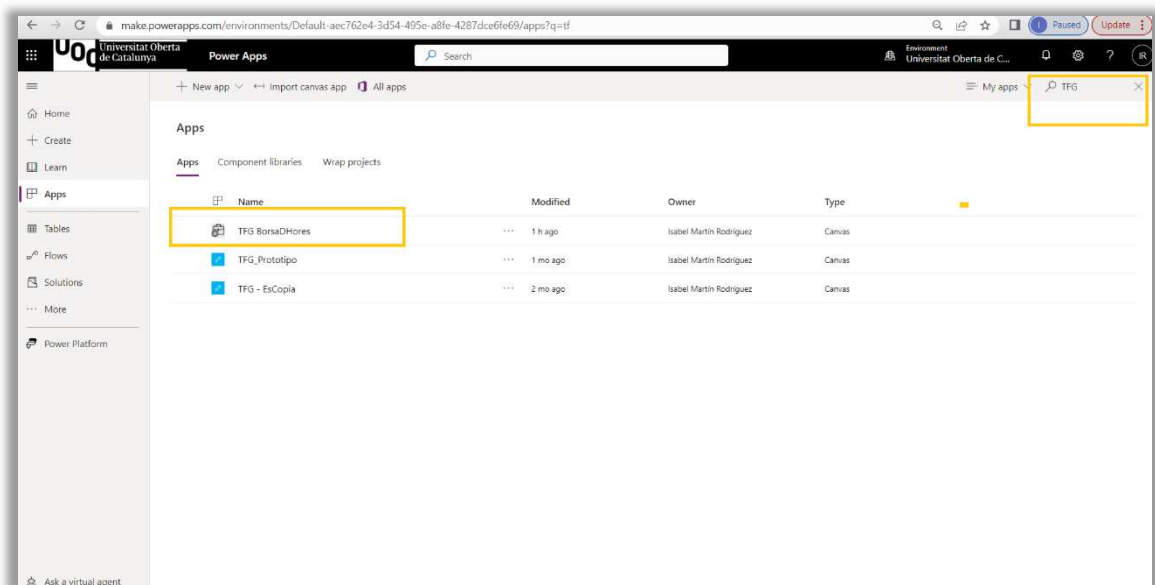 make.powerapps.com/environments/Default-aec762e4-3d54-495e-a8fe-4287dce6fe69/apps?q=tf
I Paused Update
UOC Universitat Oberta de Catalunya
Power Apps
Search
Environment
Universitat Oberta de C...
? IR
+ New app Import canvas app All apps
My apps TFG
Home
Create
Learn
Apps
Tables
Flows
Solutions
More
Power Platform
Ask a virtual agent
Apps
Apps Component libraries Wrap projects
Name Modified Owner Type
TFG BorsaDHores ... 1 h ago Isabel Martín Rodríguez Canvas
TFG_Prototipo ... 1 mo ago Isabel Martín Rodríguez Canvas
TFG - EsCopia ... 2 mo ago Isabel Martín Rodríguez Canvas